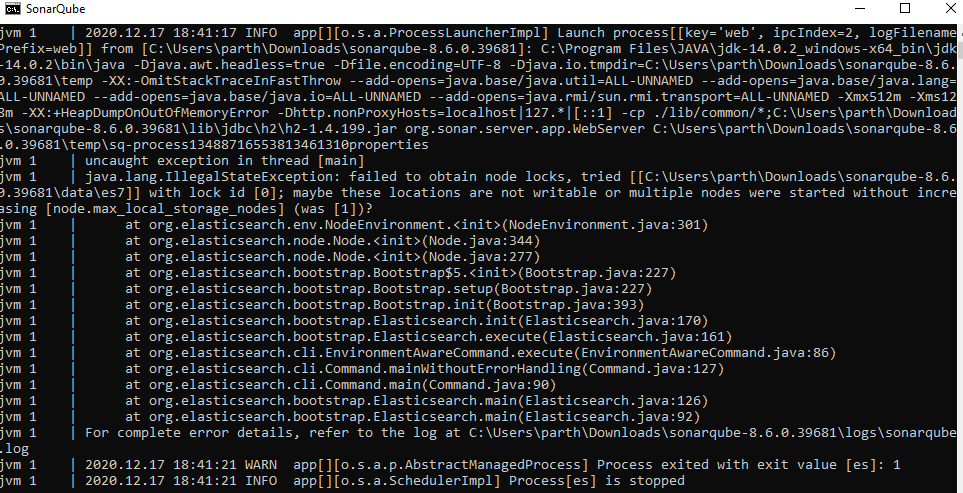 SonarQube
jvm 1    | 2020.12.17 18:41:17 INFO  app[][o.s.a.ProcessLauncherImpl] Launch process[[key='web', ipcIndex=2, logFilename
Prefix=web]] from [C:\Users\parth\Downloads\sonarqube-8.6.0.39681]: C:\Program Files\JAVA\jdk-14.0.2_windows-x64_bin\jdk
-14.0.2\bin\java -Djava.awt.headless=true -Dfile.encoding=UTF-8 -Djava.io.tmpdir=C:\Users\parth\Downloads\sonarqube-8.6.
0.39681\temp -XX:-OmitStackTraceInFastThrow --add-opens=java.base/java.util=ALL-UNNAMED --add-opens=java.base/java.lang=
ALL-UNNAMED --add-opens=java.base/java.io=ALL-UNNAMED --add-opens=java.rmi/sun.rmi.transport=ALL-UNNAMED -Xmx512m -Xms12
8m -XX:+HeapDumpOnOutOfMemoryError -Dhttp.nonProxyHosts=localhost|127.*|[::1] -cp ./lib/common/*;C:\Users\parth\Download
s\sonarqube-8.6.0.39681\lib\jdbc\h2\h2-1.4.199.jar org.sonar.server.app.WebServer C:\Users\parth\Downloads\sonarqube-8.6
.0.39681\temp\sq-process13488716553813461310properties
jvm 1    | uncaught exception in thread [main]
jvm 1    | java.lang.IllegalStateException: failed to obtain node locks, tried [[C:\Users\parth\Downloads\sonarqube-8.6.
0.39681\data\es7]] with lock id [0]; maybe these locations are not writable or multiple nodes were started without incre
asing [node.max_local_storage_nodes] (was [1])?
jvm 1    |      at org.elasticsearch.env.NodeEnvironment.<init>(NodeEnvironment.java:301)
jvm 1    |      at org.elasticsearch.node.Node.<init>(Node.java:344)
jvm 1    |      at org.elasticsearch.node.Node.<init>(Node.java:277)
jvm 1    |      at org.elasticsearch.bootstrap.Bootstrap$5.<init>(Bootstrap.java:227)
jvm 1    |      at org.elasticsearch.bootstrap.Bootstrap.setup(Bootstrap.java:227)
jvm 1    |      at org.elasticsearch.bootstrap.Bootstrap.init(Bootstrap.java:393)
jvm 1    |      at org.elasticsearch.bootstrap.Elasticsearch.init(Elasticsearch.java:170)
jvm 1    |      at org.elasticsearch.bootstrap.Elasticsearch.execute(Elasticsearch.java:161)
jvm 1    |      at org.elasticsearch.cli.EnvironmentAwareCommand.execute(EnvironmentAwareCommand.java:86)
jvm 1    |      at org.elasticsearch.cli.Command.mainWithoutErrorHandling(Command.java:127)
jvm 1    |      at org.elasticsearch.cli.Command.main(Command.java:90)
jvm 1    |      at org.elasticsearch.bootstrap.Elasticsearch.main(Elasticsearch.java:126)
jvm 1    |      at org.elasticsearch.bootstrap.Elasticsearch.main(Elasticsearch.java:92)
jvm 1    | For complete error details, refer to the log at C:\Users\parth\Downloads\sonarqube-8.6.0.39681\logs\sonarqube
.log
jvm 1    | 2020.12.17 18:41:21 WARN  app[][o.s.a.p.AbstractManagedProcess] Process exited with exit value [es]: 1
jvm 1    | 2020.12.17 18:41:21 INFO  app[][o.s.a.SchedulerImpl] Process[es] is stopped